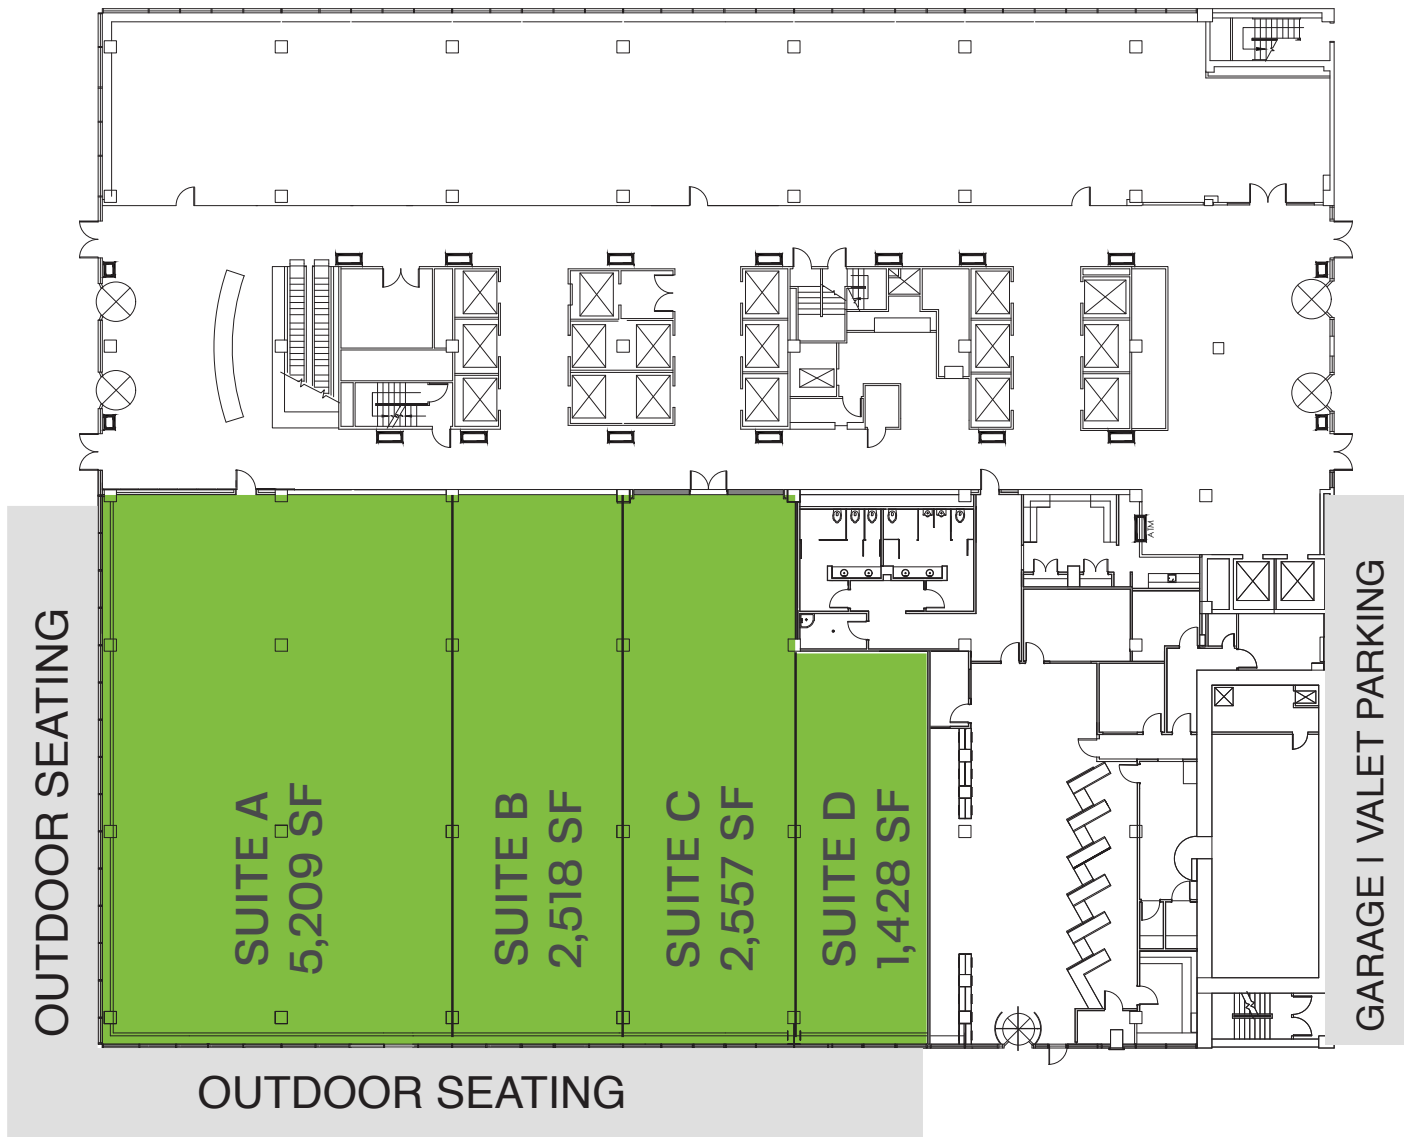 OUTDOOR SEATING
SUITE A
5,209 SF
SUITE B
2,518 SF
SUITE C
2,557 SF
SUITE D
1,428 SF
ATM
GARAGE | VALET PARKING
OUTDOOR SEATING